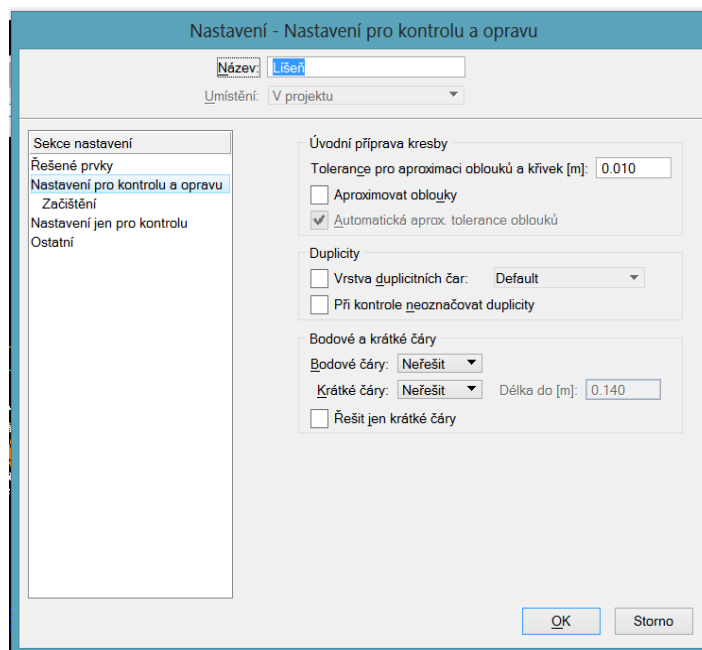 Nastavení - Nastavení pro kontrolu a opravu
Název: Líšeň
Umístění: V projektu
Sekce nastavení
Řešené prvky
Nastavení pro kontrolu a opravu
Začištění
Nastavení jen pro kontrolu
Ostatní
Úvodní příprava kresby
Tolerance pro aproximaci oblouků a křivek [m]: 0.010
Aproximovat oblouky
Automatická aprox. tolerance oblouků
Duplicity
Vrstva duplicitních čar: Default
Při kontrole neoznačovat duplicity
Bodové a krátké čáry
Bodové čáry: Neřešit
Krátké čáry: Neřešit Délka do [m]: 0.140
Řešit jen krátké čáry
OK Storno